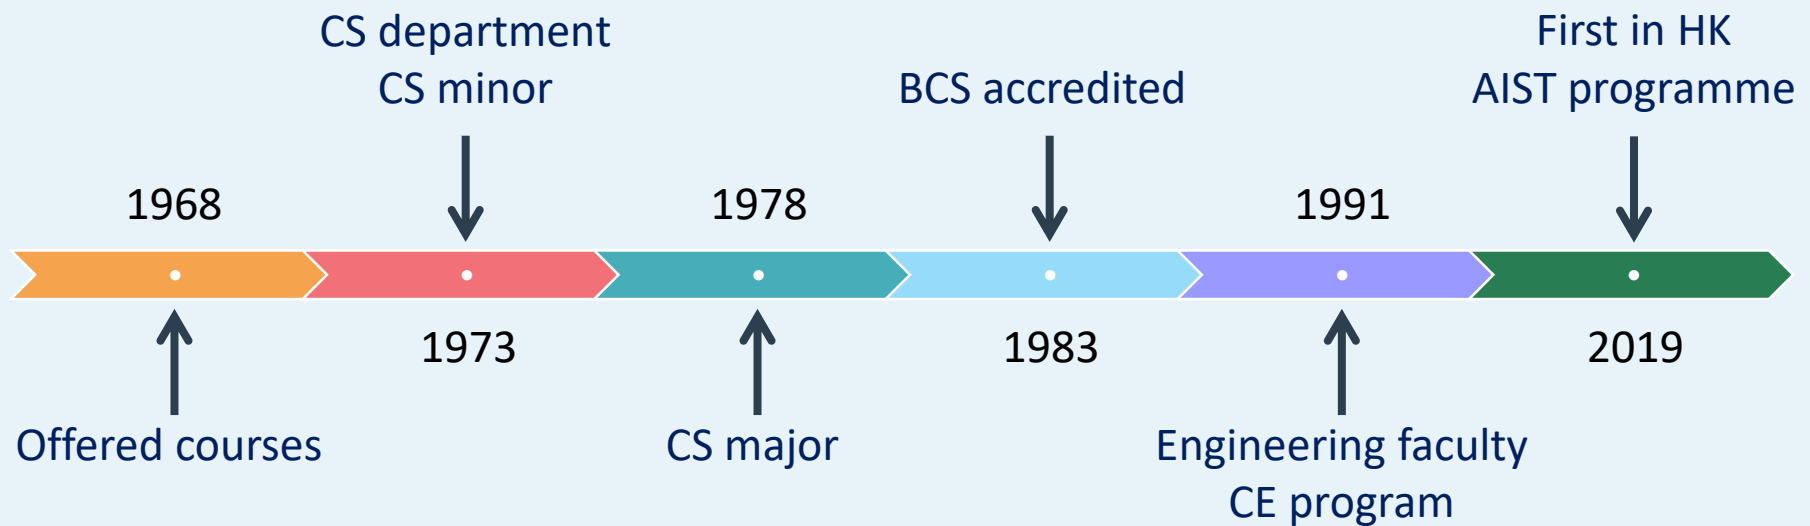 CS department
CS minor
BCS accredited
First in HK
AIST programme
1968
1978
1991
1973
1983
2019
Offered courses
CS major
Engineering faculty
CE program